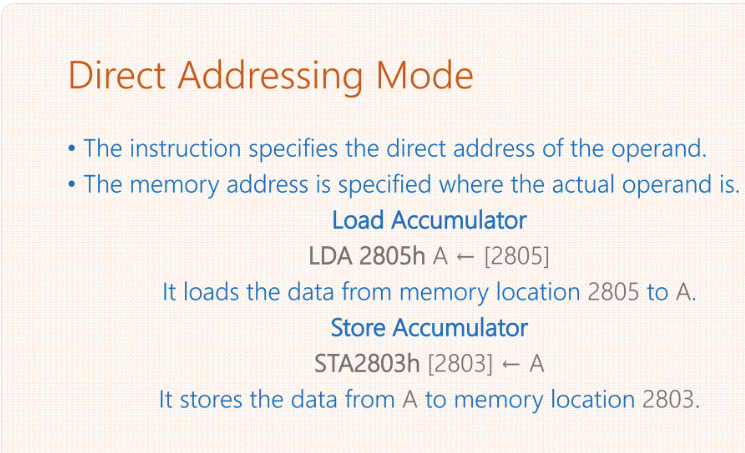 Direct Addressing Mode
• The instruction specifies the direct address of the operand.
• The memory address is specified where the actual operand is.
Load Accumulator
LDA 2805h A ← [2805]
It loads the data from memory location 2805 to A.
Store Accumulator
STA2803h [2803] ← A
It stores the data from A to memory location 2803.